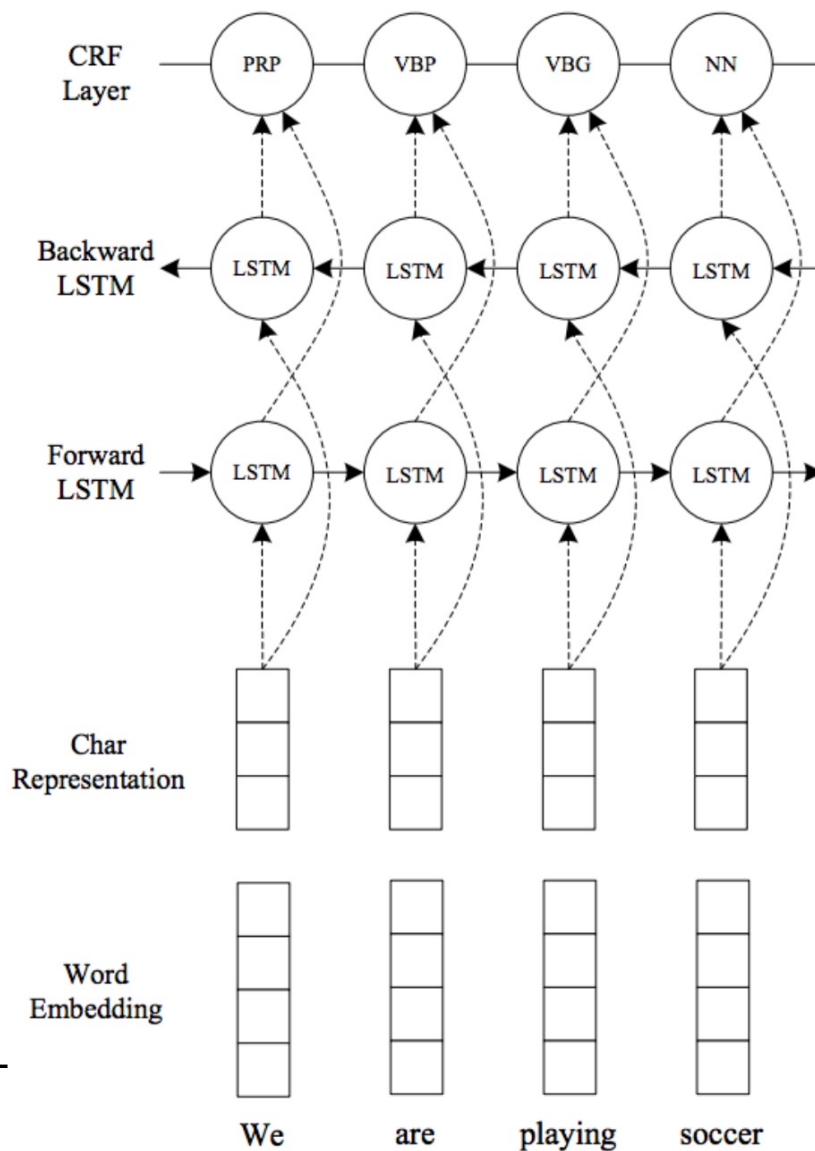 CRF
Layer
PRP VBP VBG NN
Backward
LSTM
LSTM LSTM LSTM LSTM
Forward
LSTM
LSTM LSTM LSTM LSTM
Char
Representation
Word
Embedding
We are playing soccer